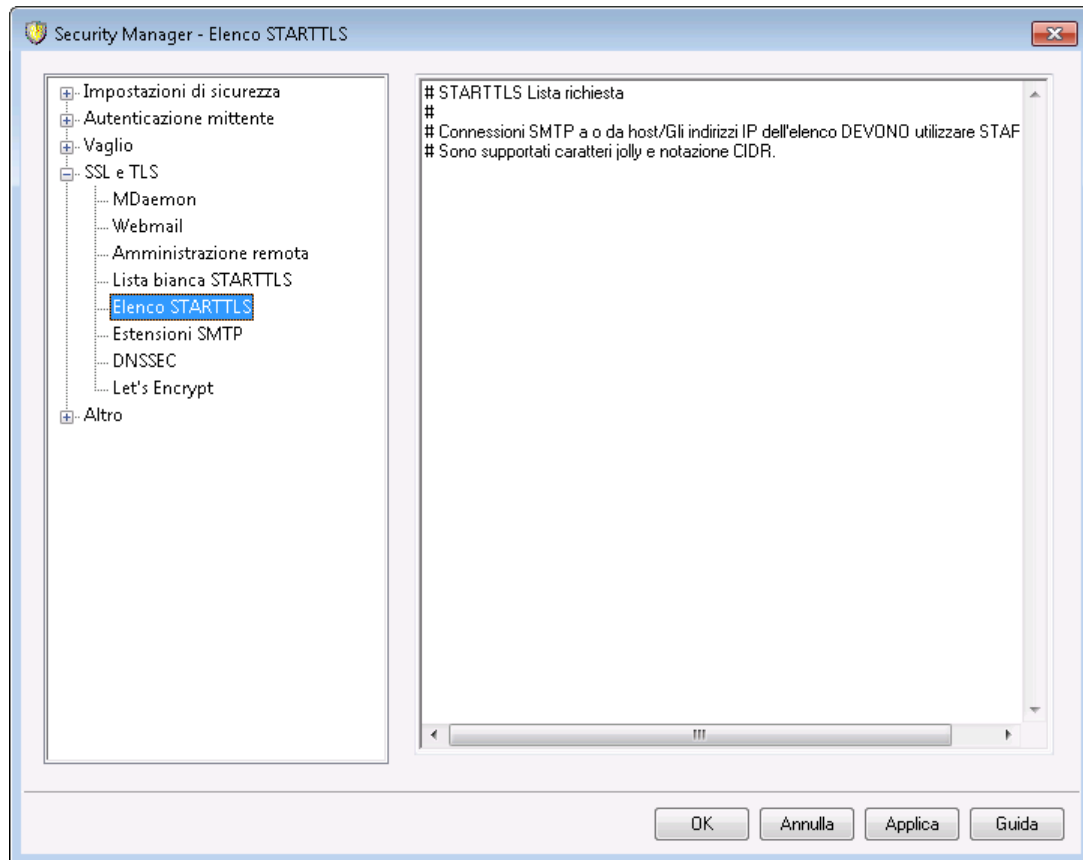 Security Manager - Elenco STARTTLS
Impostazioni di sicurezza
Autenticazione mittente
Vaglio
SSL e TLS
MDaemon
Webmail
Amministrazione remota
Lista bianca STARTTLS
Elenco STARTTLS
Estensioni SMTP
DNSSEC
Let's Encrypt
Altro
# STARTTLS Lista richiesta
#
# Connessioni SMTP a o da host/Gli indirizzi IP dell'elenco DEVONO utilizzare
# Sono supportati caratteri jolly e notazione CIDR.
OK Annulla Applica Guida